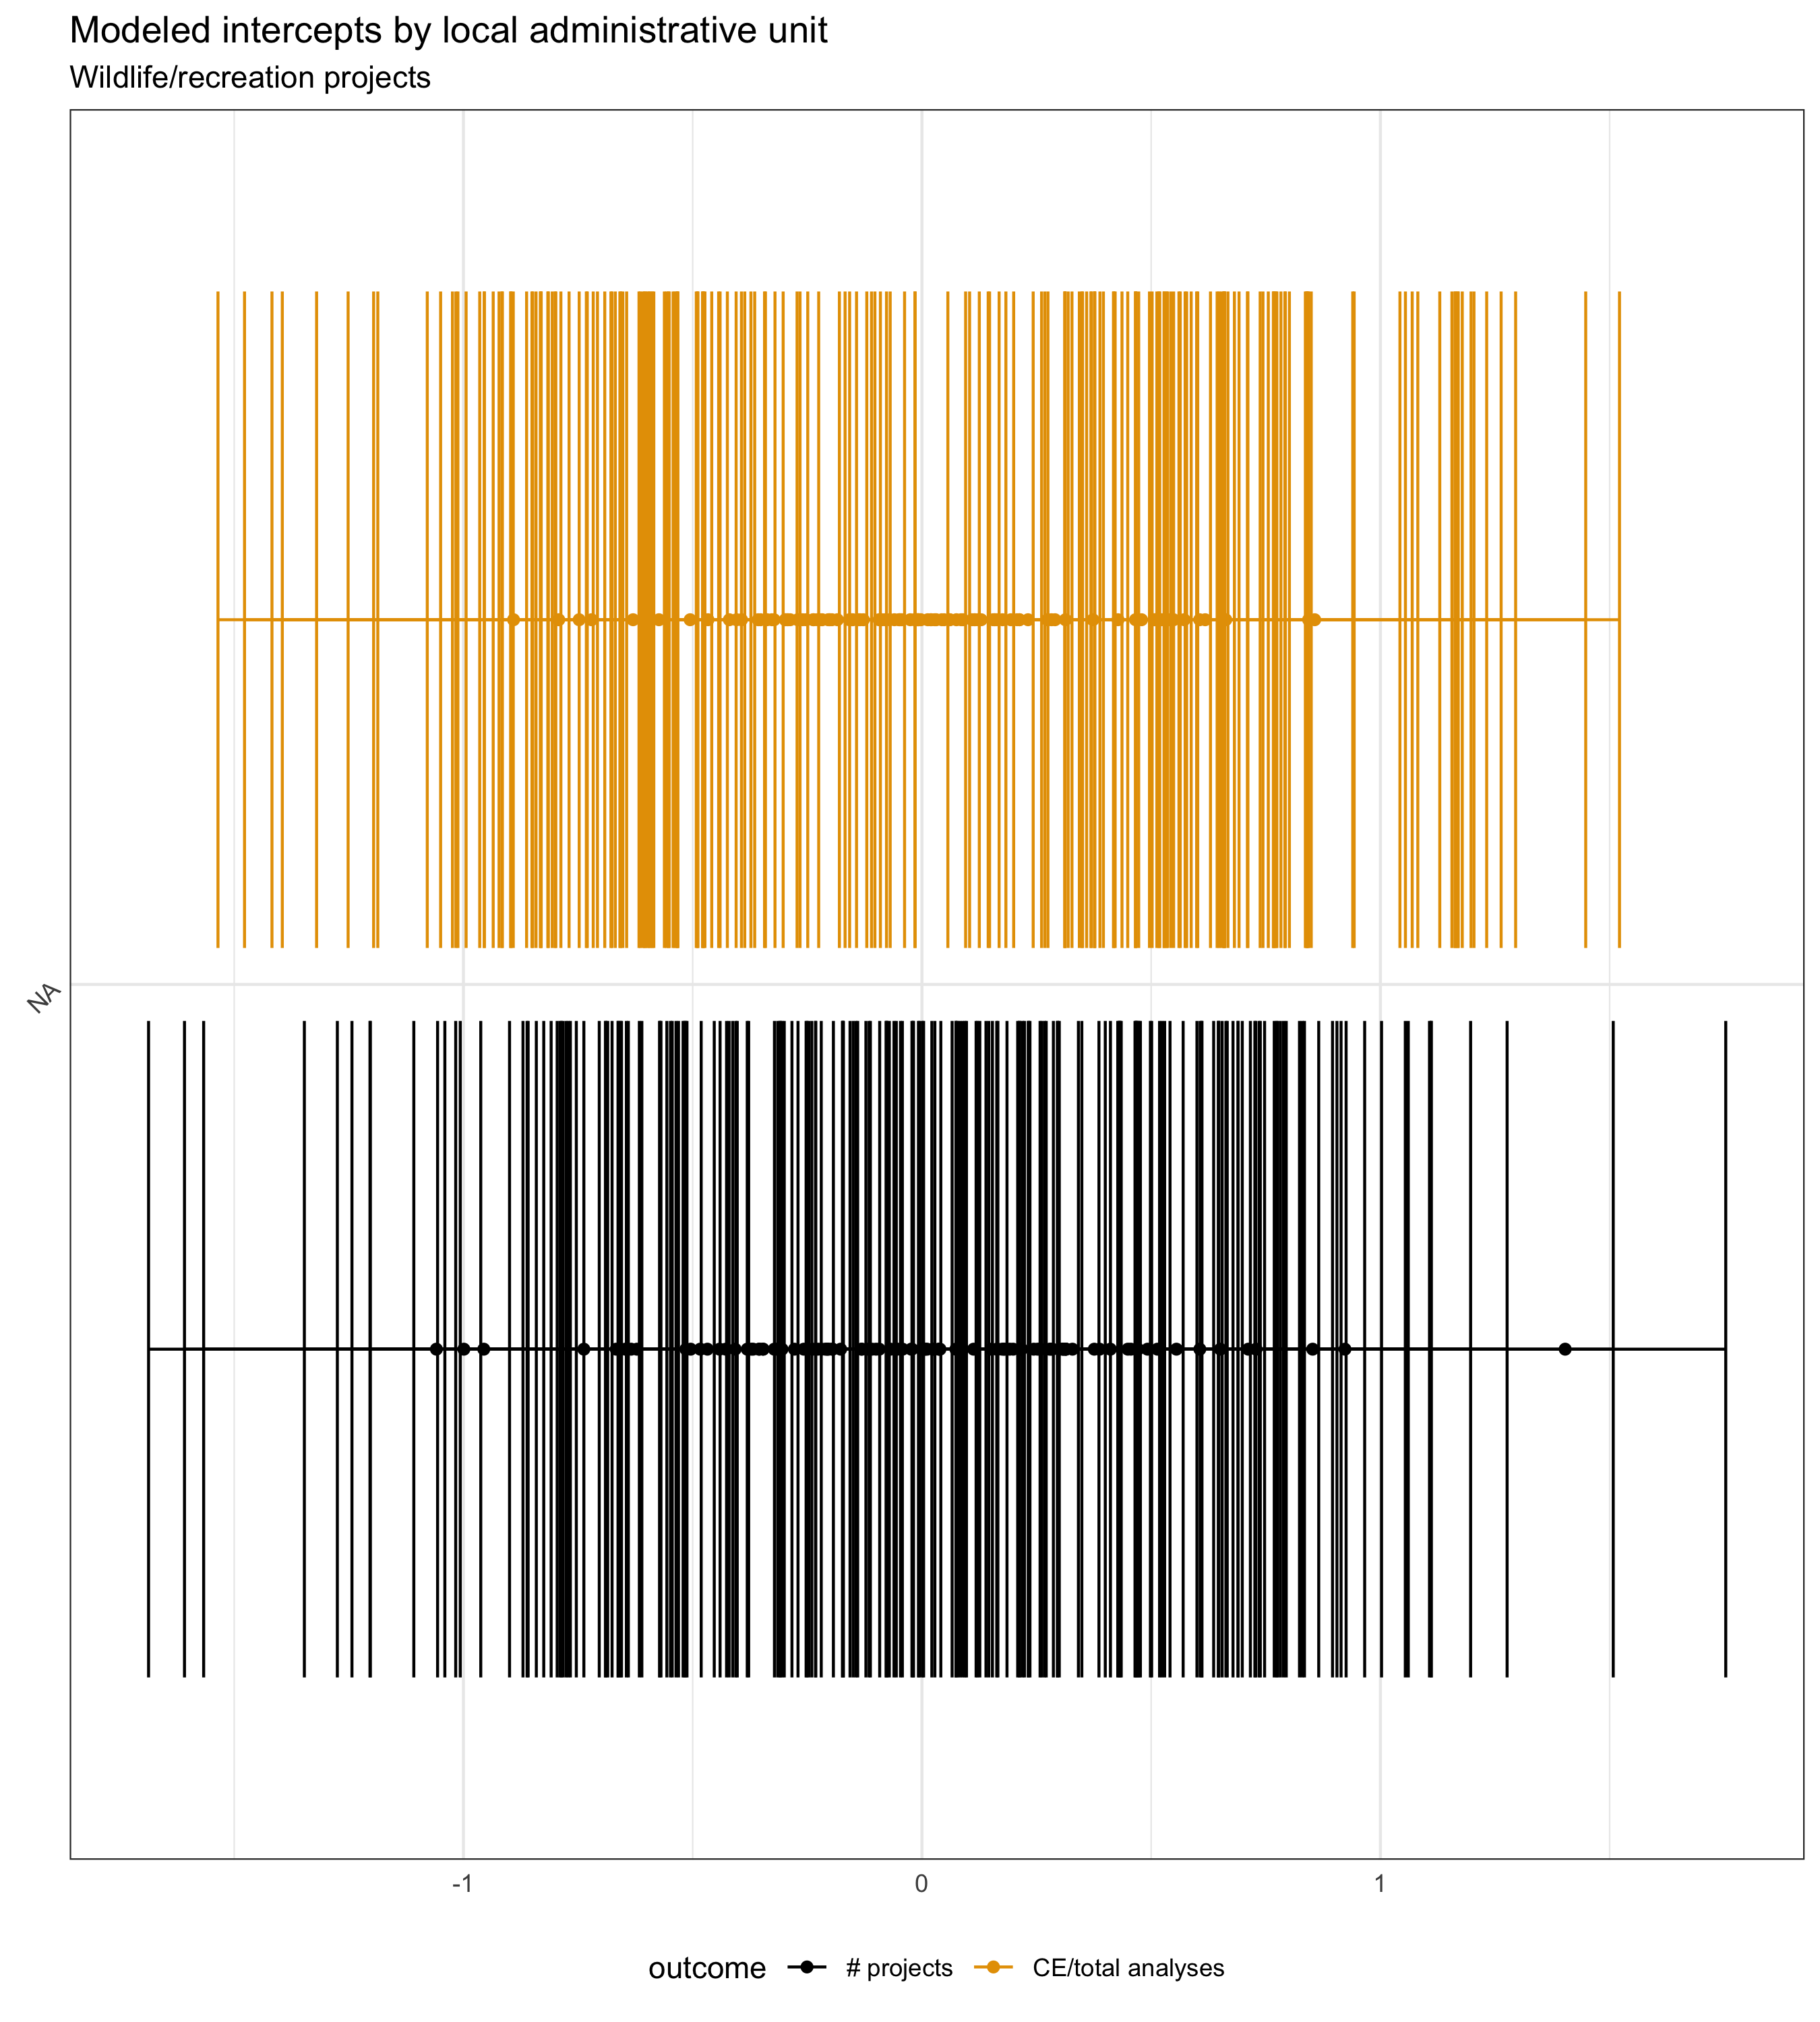 Modeled intercepts by local administrative unit
Wildlife/recreation projects
NA
-1 0 1
outcome # projects CE/total analyses